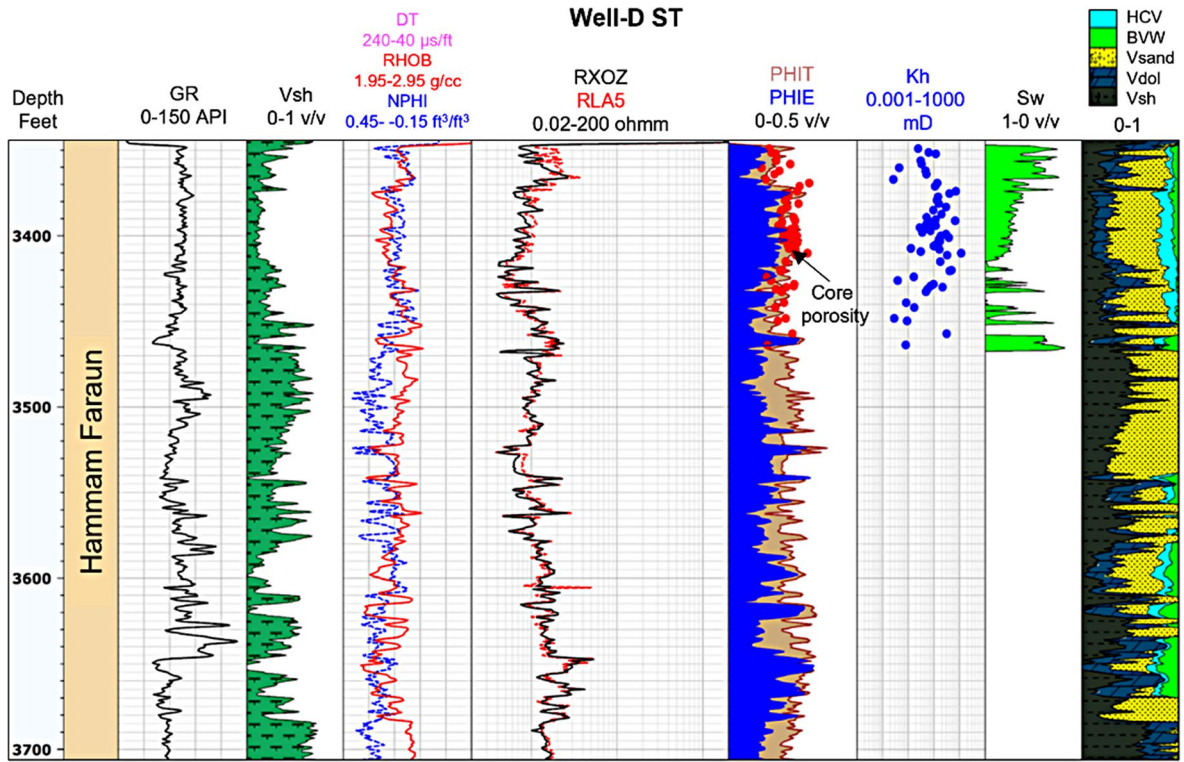 Well-D ST
Depth
Feet
GR
0-150 API
Vsh
0-1 v/v
DT
240-40 µs/ft
RHOB
1.95-2.95 g/cc
NPHI
0.45- -0.15 ft³/ft³
RXOZ
RLA5
0.02-200 ohmm
PHIT
PHIE
0-0.5 v/v
Kh
0.001-1000
mD
Sw
1-0 v/v
HCV
BVW
Vsand
Vdol
Vsh
0-1
3400
3500
3600
3700
Hammam Faraun
Core
porosity